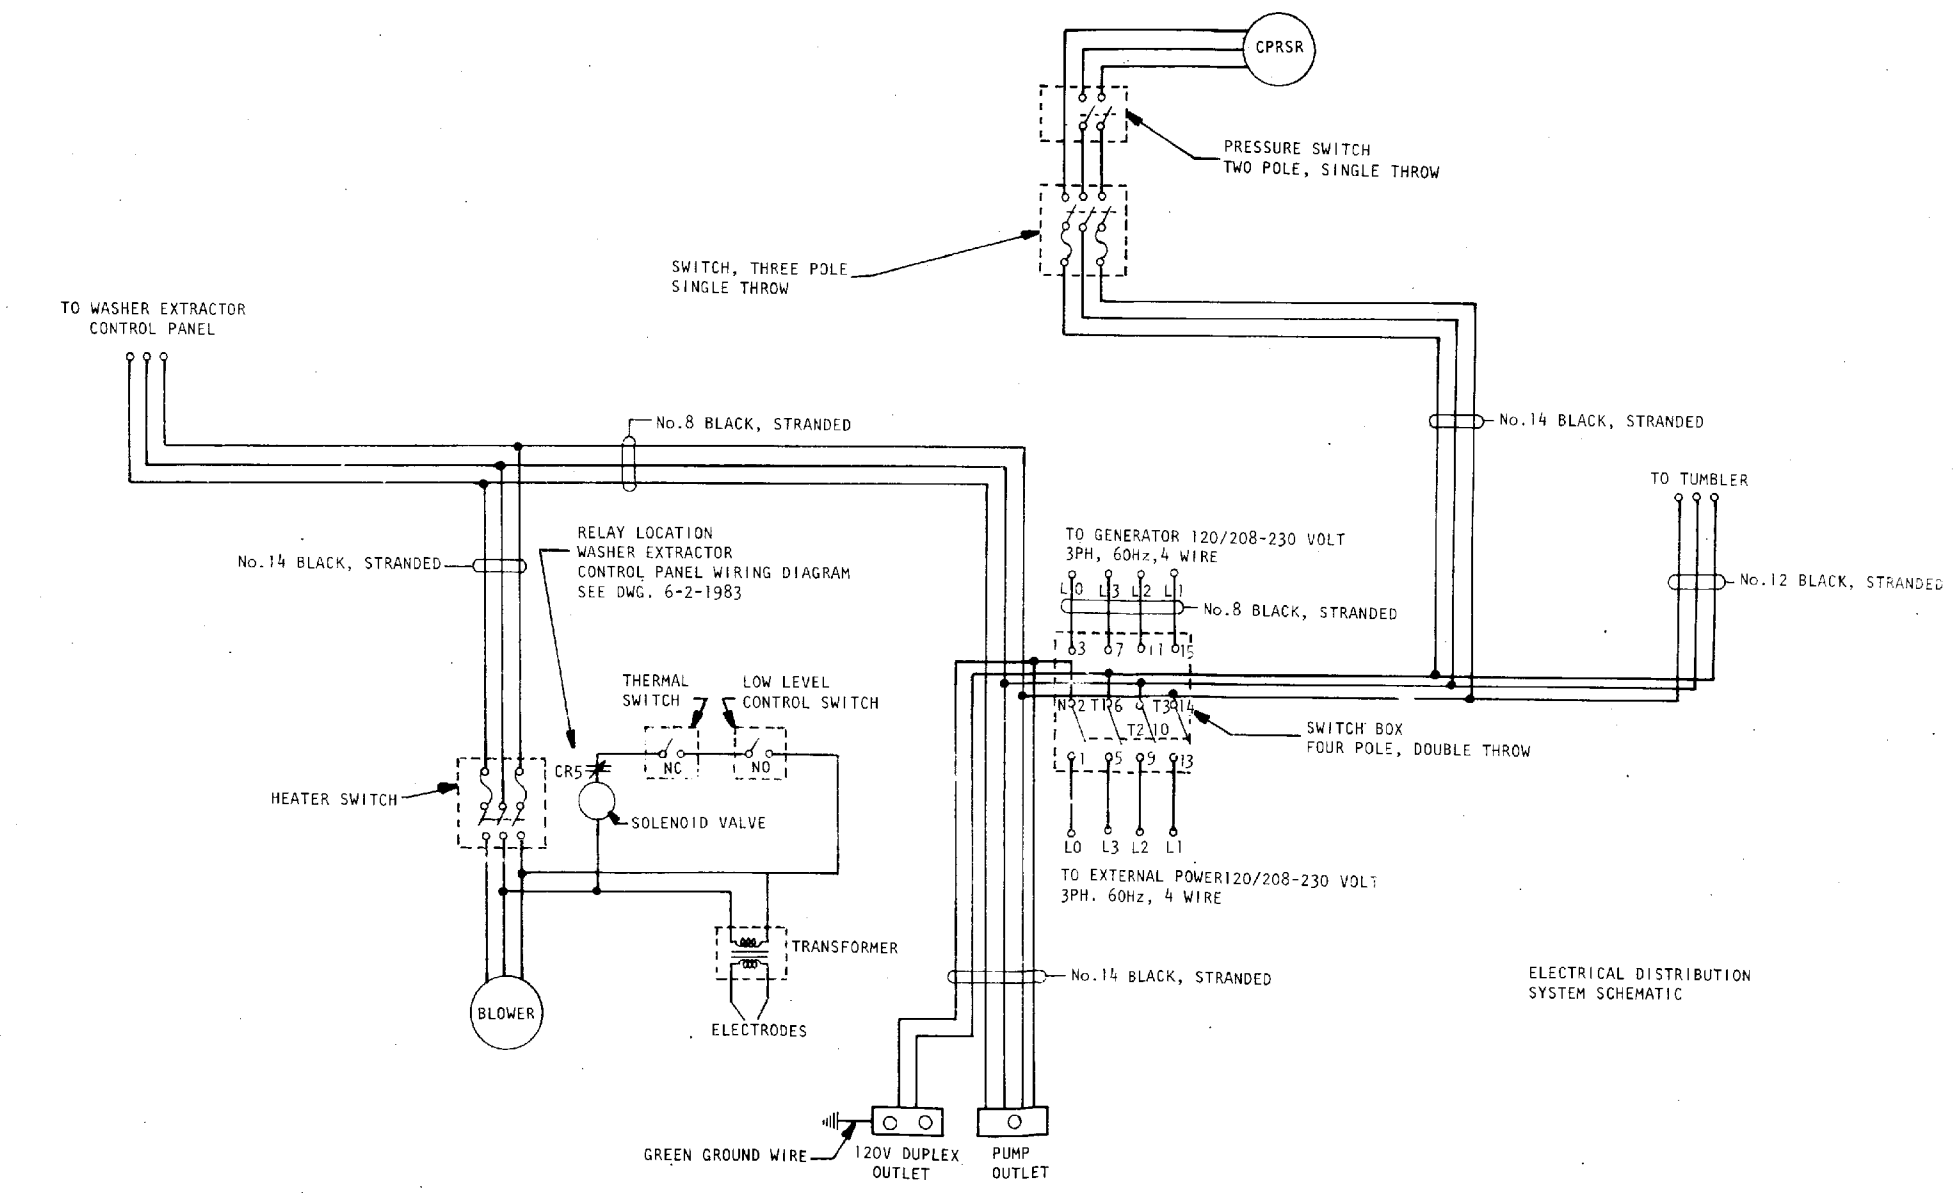 CPRSR
PRESSURE SWITCH
TWO POLE, SINGLE THROW
SWITCH, THREE POLE
SINGLE THROW
TO WASHER EXTRACTOR
CONTROL PANEL
No.8 BLACK, STRANDED
No.14 BLACK, STRANDED
TO TUMBLER
No.12 BLACK, STRANDED
RELAY LOCATION
WASHER EXTRACTOR
CONTROL PANEL WIRING DIAGRAM
SEE DWG. 6-2-1983
No.14 BLACK, STRANDED
TO GENERATOR 120/208-230 VOLT
3PH, 60Hz,4 WIRE
L0 L3 L2 L1
No.8 BLACK, STRANDED
3 7 11 15
N 2 T1 6 T3 14
T2 10
1 5 9 13
L0 L3 L2 L1
TO EXTERNAL POWER120/208-230 VOLT
3PH. 60Hz, 4 WIRE
SWITCH BOX
FOUR POLE, DOUBLE THROW
THERMAL
SWITCH
LOW LEVEL
CONTROL SWITCH
NC
NO
CR5
HEATER SWITCH
SOLENOID VALVE
TRANSFORMER
ELECTRODES
BLOWER
No.14 BLACK, STRANDED
ELECTRICAL DISTRIBUTION
SYSTEM SCHEMATIC
GREEN GROUND WIRE
120V DUPLEX
OUTLET
PUMP
OUTLET